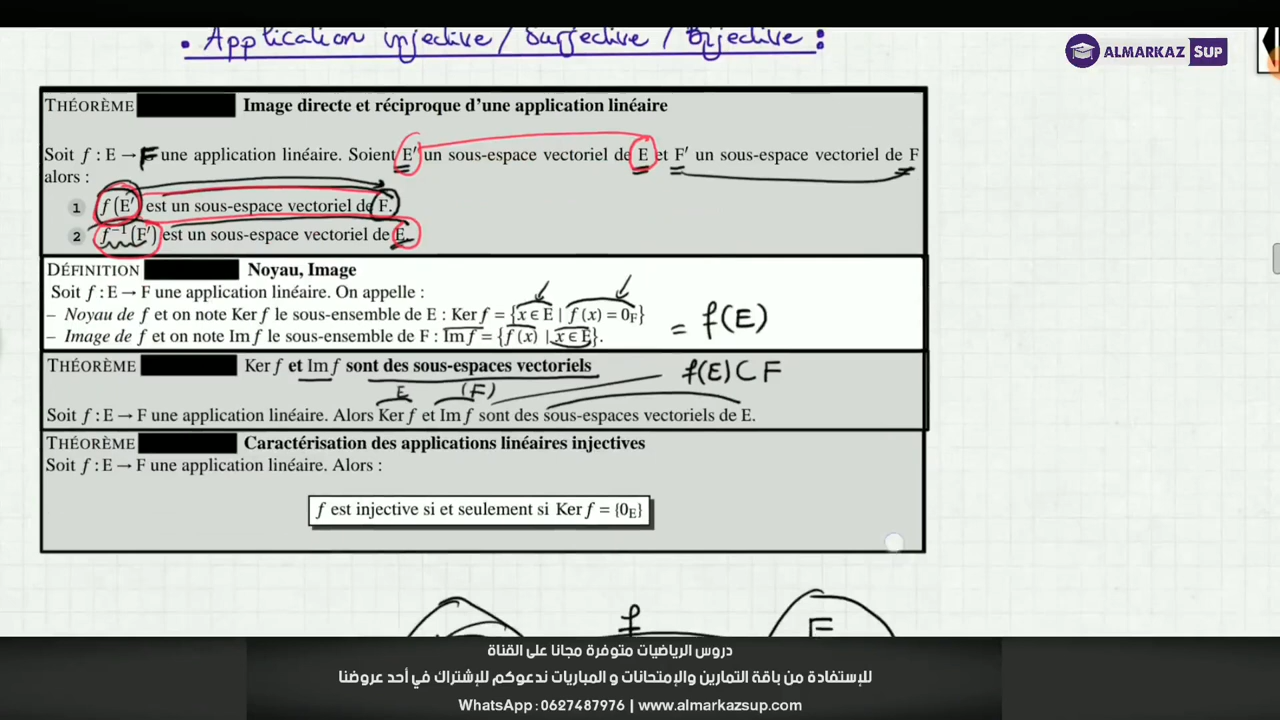 • Application injective / Surjective / Bijective :
ALMARKAZ SUP
THÉORÈME Image directe et réciproque d'une application linéaire
Soit f : E → F une application linéaire. Soient E′ un sous-espace vectoriel de E et F′ un sous-espace vectoriel de F
alors :
1 f (E′) est un sous-espace vectoriel de F.
2 f⁻¹(F′) est un sous-espace vectoriel de E.
DÉFINITION Noyau, Image
Soit f : E → F une application linéaire. On appelle :
– Noyau de f et on note Ker f le sous-ensemble de E : Ker f = {x ∈ E | f (x) = 0F}
– Image de f et on note Im f le sous-ensemble de F : Im f = {f (x) | x ∈ E}.
= f(E)
THÉORÈME Ker f et Im f sont des sous-espaces vectoriels
f(E) ⊂ F
E (F)
Soit f : E → F une application linéaire. Alors Ker f et Im f sont des sous-espaces vectoriels de E.
THÉORÈME Caractérisation des applications linéaires injectives
Soit f : E → F une application linéaire. Alors :
f est injective si et seulement si Ker f = {0E}
f
F
دروس الرياضيات متوفرة مجانا على القناة
للإستفادة من باقة التمارين والإمتحانات و المباريات ندعوكم للإشتراك في أحد عروضنا
WhatsApp : 0627487976 | www.almarkazsup.com